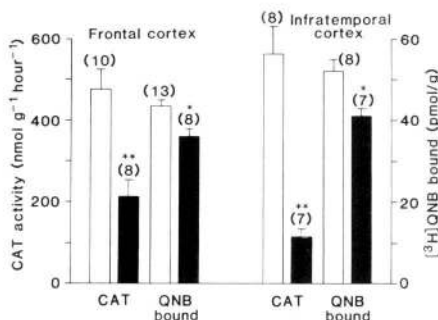 Frontal cortex
Infratemporal
cortex
CAT activity (nmol g⁻¹ hour⁻¹)
600
400
200
0
(10)
**
(8)
(13)
*
(8)
(8)
**
(7)
(8)
*
(7)
60
40
20
0
[³H]QNB bound (pmol/g)
CAT
QNB
bound
CAT
QNB
bound